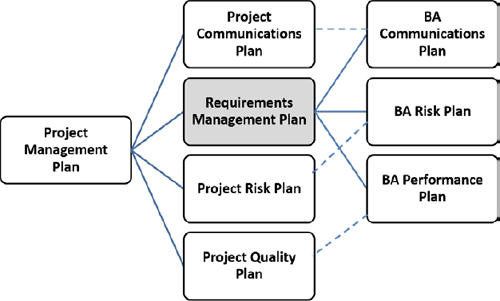 Project
Communications
Plan
BA
Communications
Plan
Requirements
Management Plan
BA Risk Plan
Project
Management
Plan
Project Risk Plan
BA Performance
Plan
Project Quality
Plan